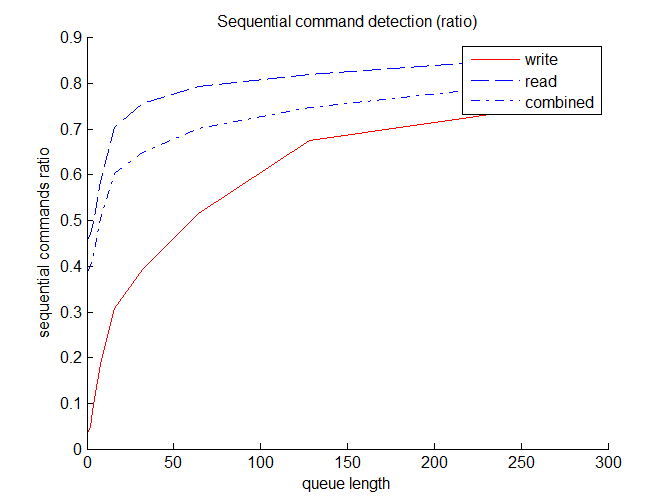 Sequential command detection (ratio)
write
read
combined
sequential commands ratio
0.9
0.8
0.7
0.6
0.5
0.4
0.3
0.2
0.1
0
0
50
100
150
200
250
300
queue length